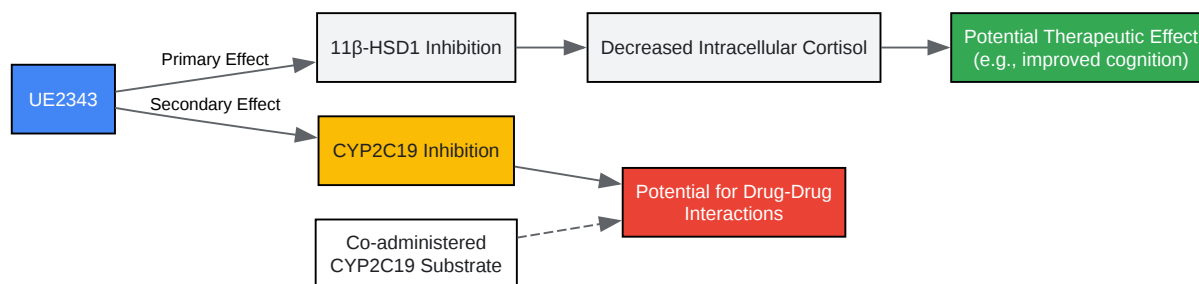 UE2343
Primary Effect
Secondary Effect
11β-HSD1 Inhibition
Decreased Intracellular Cortisol
Potential Therapeutic Effect
(e.g., improved cognition)
CYP2C19 Inhibition
Potential for Drug-Drug
Interactions
Co-administered
CYP2C19 Substrate